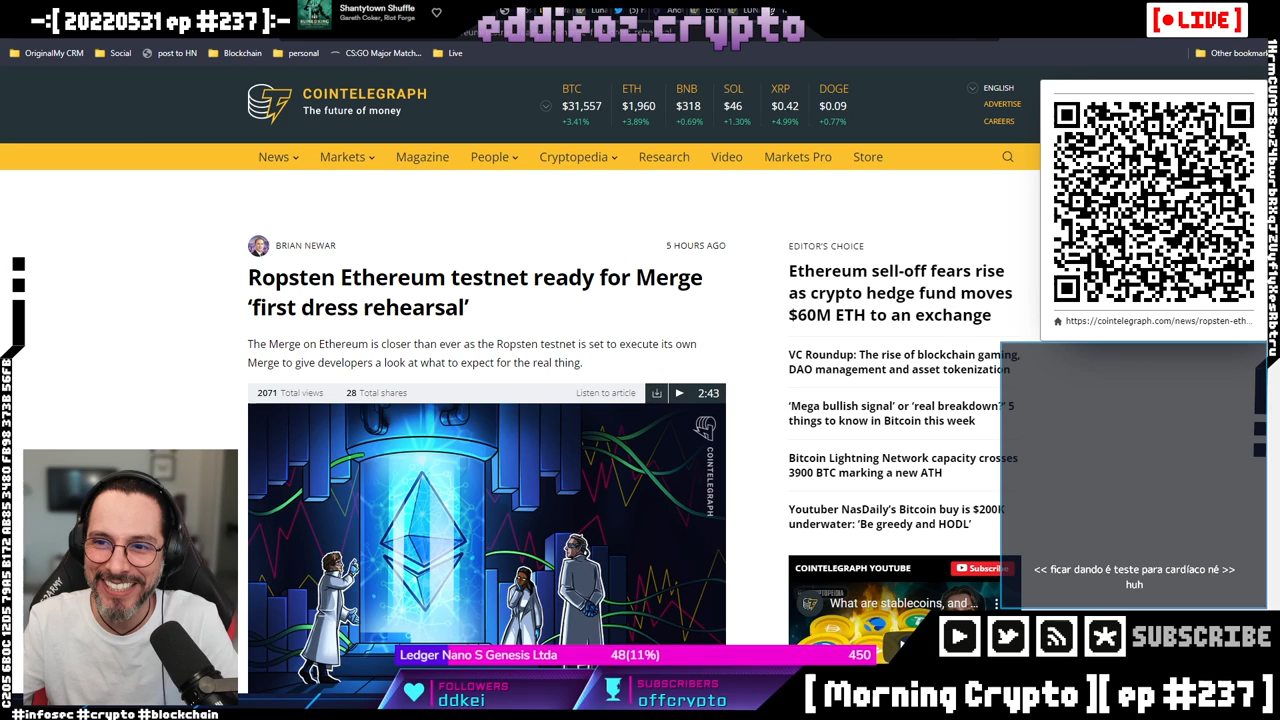 —:[ 20220531 ep #237 ]:—
Shantytown Shuffle
Gareth Coker, Riot Forge
eddieoz.crypto
[● LIVE]
OriginalMy CRM
Social
post to HN
Blockchain
personal
CS:GO Major Match...
Live
Other bookmar
COINTELEGRAPH
The future of money
BTC ETH BNB SOL XRP DOGE
$31,557 $1,960 $318 $46 $0.42 $0.09
+3.41% +3.89% +0.69% +1.30% +4.99% +0.77%
ENGLISH
ADVERTISE
CAREERS
News Markets Magazine People Cryptopedia Research Video Markets Pro Store
https://cointelegraph.com/news/ropsten-eth...
BRIAN NEWAR
5 HOURS AGO
Ropsten Ethereum testnet ready for Merge
‘first dress rehearsal’
The Merge on Ethereum is closer than ever as the Ropsten testnet is set to execute its own
Merge to give developers a look at what to expect for the real thing.
2071 Total views 28 Total shares
Listen to article 2:43
COINTELEGRAPH
EDITOR’S CHOICE
Ethereum sell-off fears rise
as crypto hedge fund moves
$60M ETH to an exchange
VC Roundup: The rise of blockchain gaming,
DAO management and asset tokenization
‘Mega bullish signal’ or ‘real breakdown?’ 5
things to know in Bitcoin this week
Bitcoin Lightning Network capacity crosses
3900 BTC marking a new ATH
Youtuber NasDaily’s Bitcoin buy is $200K
underwater: ‘Be greedy and HODL’
COINTELEGRAPH YOUTUBE
Subscribe
What are stablecoins, and ...
<< ficar dando é teste para cardíaco né >>
huh
SUBSCRIBE
Ledger Nano S Genesis Ltda 48(11%) 450
FOLLOWERS
ddkei
SUBSCRIBERS
offcrypto
[ Morning Crypto ][ ep #237 ]
#infosec #crypto #blockchain